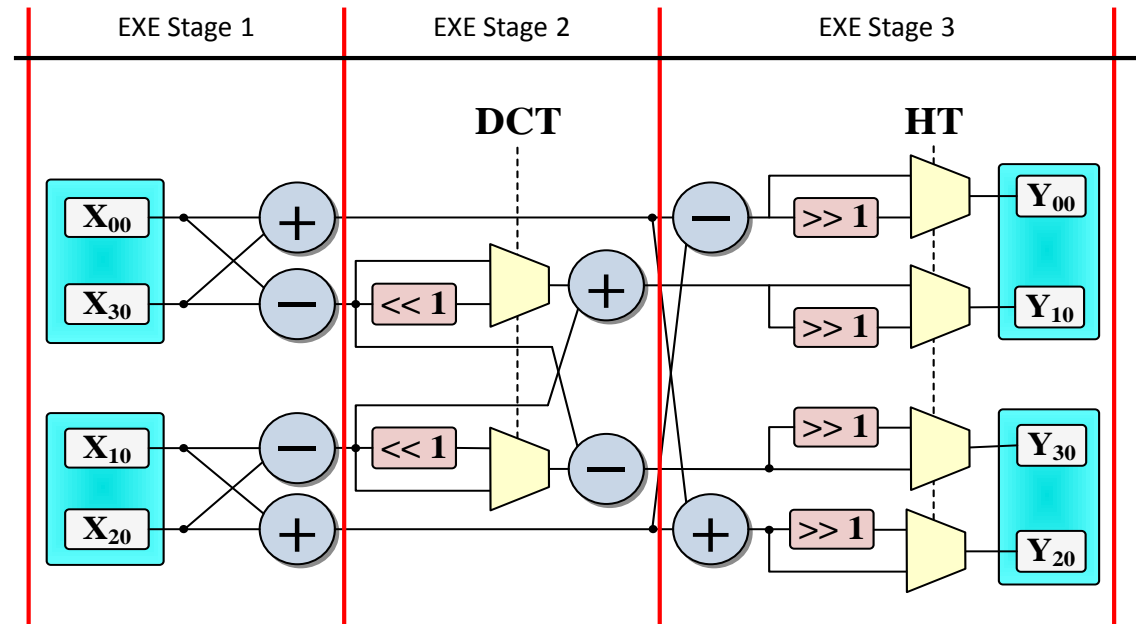 EXE Stage 1
EXE Stage 2
EXE Stage 3
DCT
HT
X₀₀
+
−
>> 1
Y₀₀
X₃₀
−
<< 1
+
>> 1
Y₁₀
X₁₀
−
<< 1
−
>> 1
Y₃₀
X₂₀
+
+
>> 1
Y₂₀